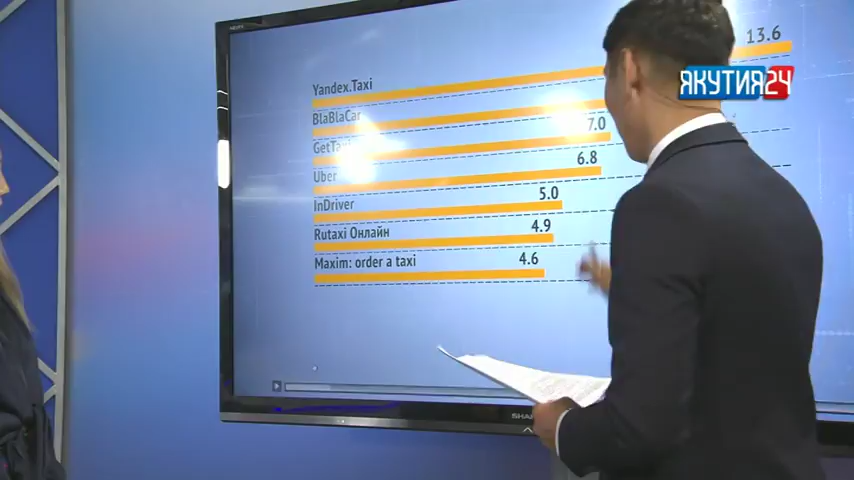 13.6
ЯКУТИЯ24
Yandex.Taxi
BlaBlaCar
7.0
GetTaxi
6.8
Uber
5.0
InDriver
4.9
Rutaxi Онлайн
4.6
Maxim: order a taxi